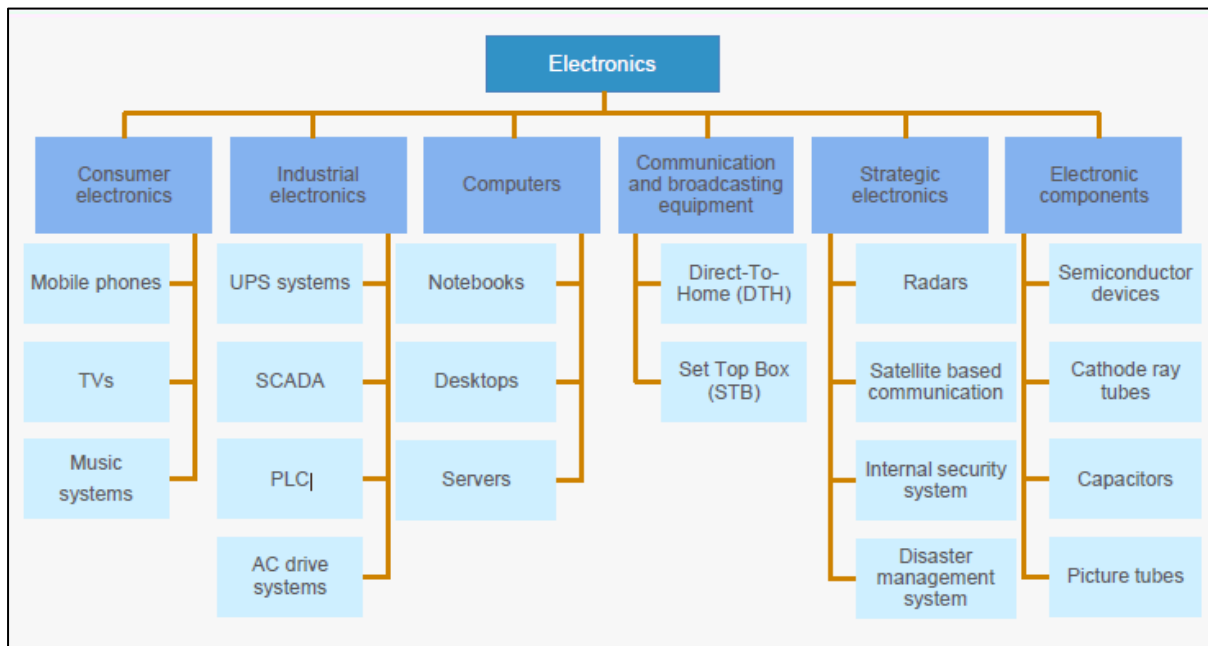 Electronics
Consumer
electronics
Industrial
electronics
Computers
Communication
and broadcasting
equipment
Strategic
electronics
Electronic
components
Mobile phones
TVs
Music
systems
UPS systems
SCADA
PLC
AC drive
systems
Notebooks
Desktops
Servers
Direct-To-
Home (DTH)
Set Top Box
(STB)
Radars
Satellite based
communication
Internal security
system
Disaster
management
system
Semiconductor
devices
Cathode ray
tubes
Capacitors
Picture tubes